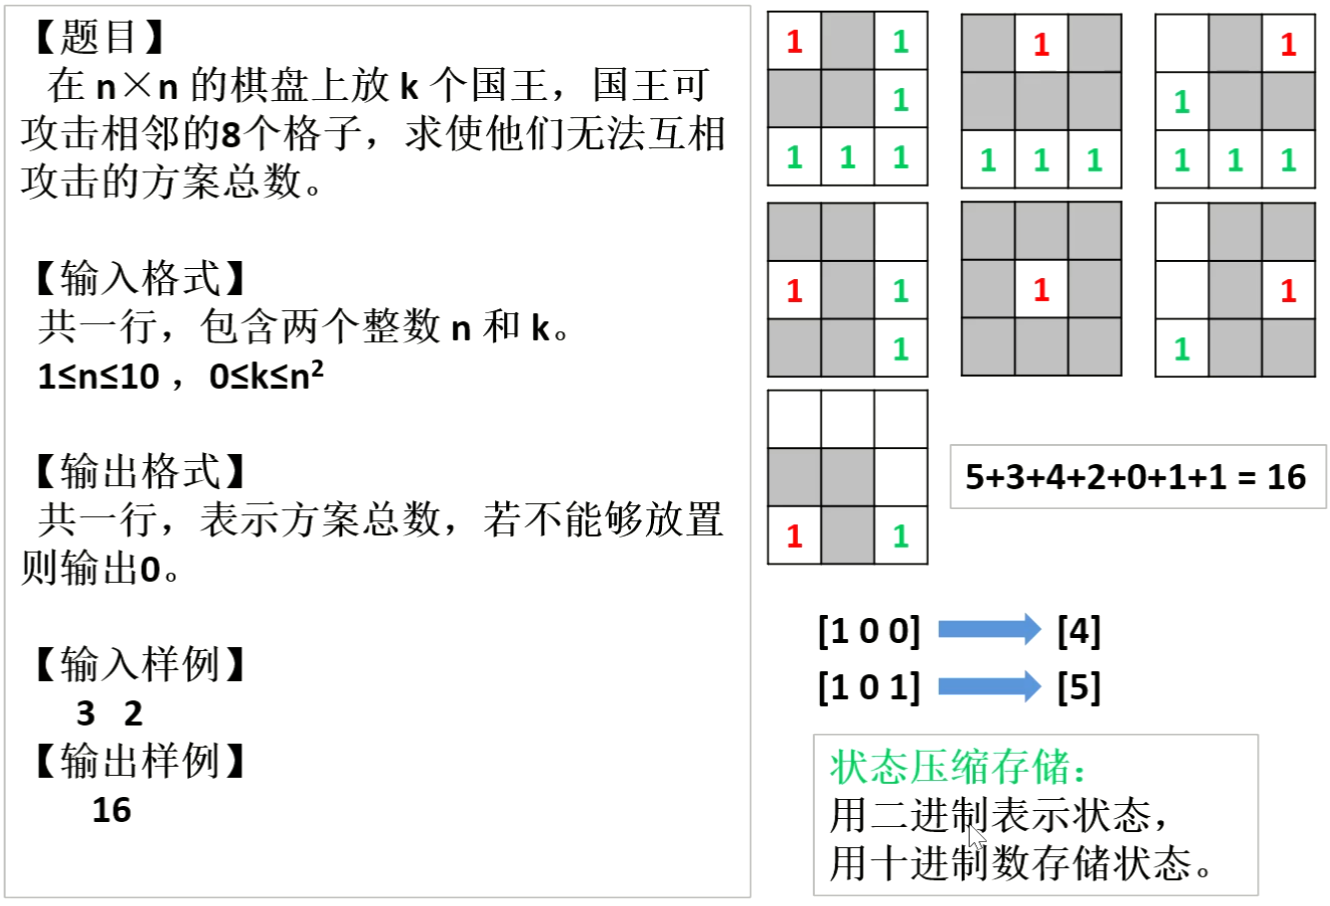 【题目】
在 n×n 的棋盘上放 k 个国王，国王可
攻击相邻的8个格子，求使他们无法互相
攻击的方案总数。
【输入格式】
共一行，包含两个整数 n 和 k。
1≤n≤10 ，0≤k≤n²
【输出格式】
共一行，表示方案总数，若不能够放置
则输出0。
【输入样例】
3 2
【输出样例】
16
1 1
1
1 1 1
1
1 1 1
1
1
1 1 1
1 1
1
1
1
1
1 1
5+3+4+2+0+1+1 = 16
[1 0 0] [4]
[1 0 1] [5]
状态压缩存储：
用二进制表示状态，
用十进制数存储状态。